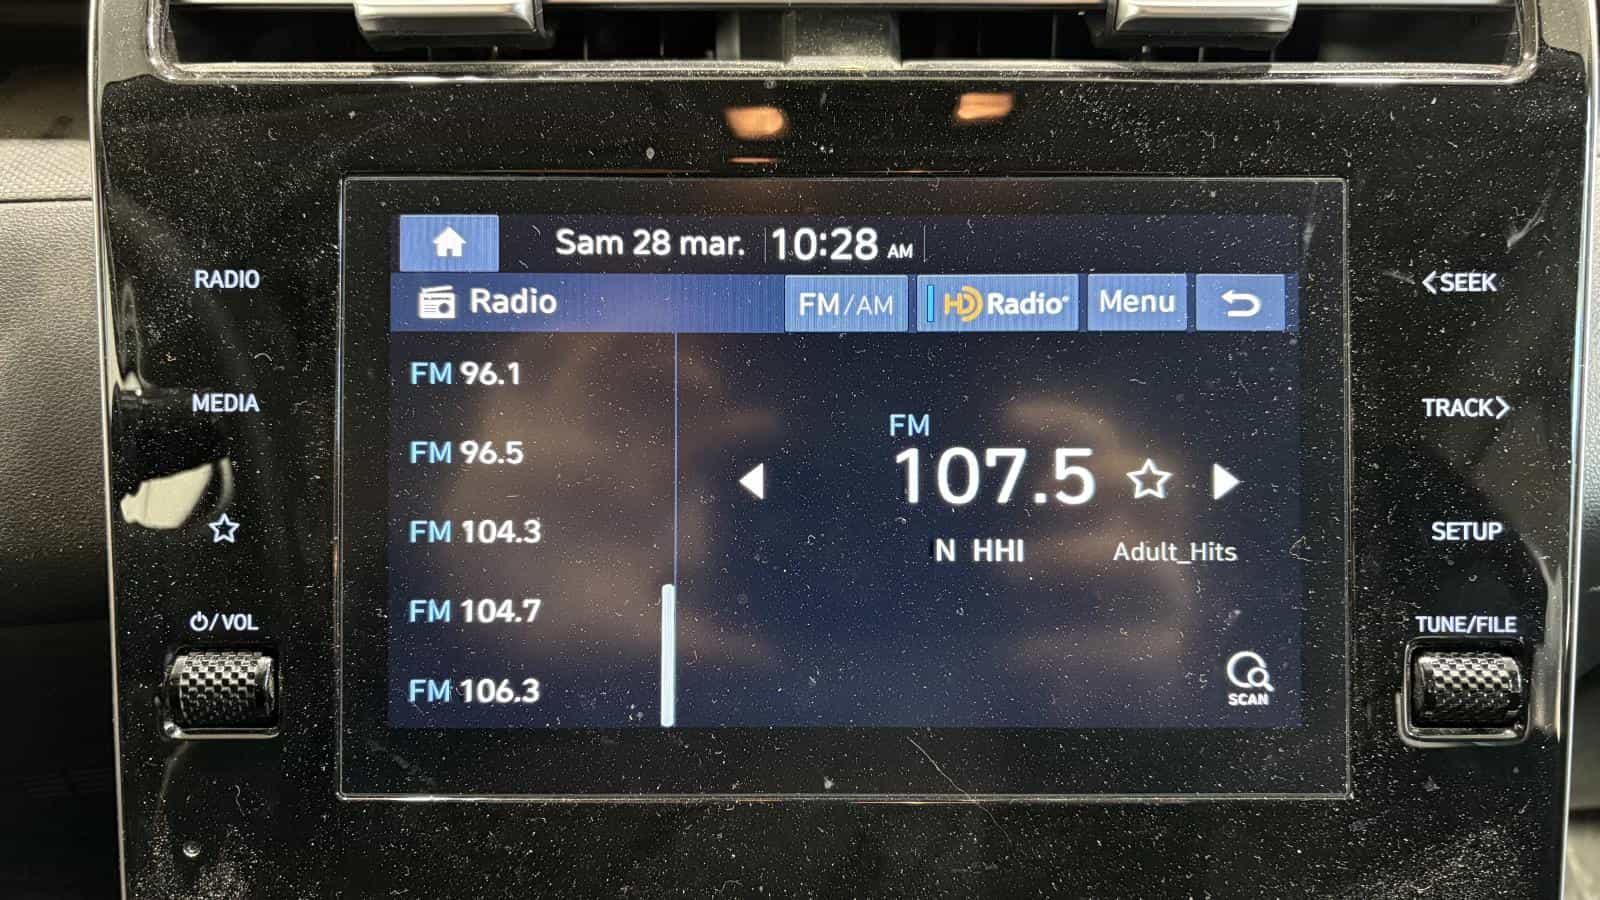 Sam 28 mar. 10:28 AM
Radio FM/AM HD Radio Menu
RADIO
MEDIA
/VOL
FM 96.1
FM 96.5
FM 104.3
FM 104.7
FM 106.3
FM
107.5
N HHI Adult_Hits
SCAN
<SEEK
TRACK>
SETUP
TUNE/FILE